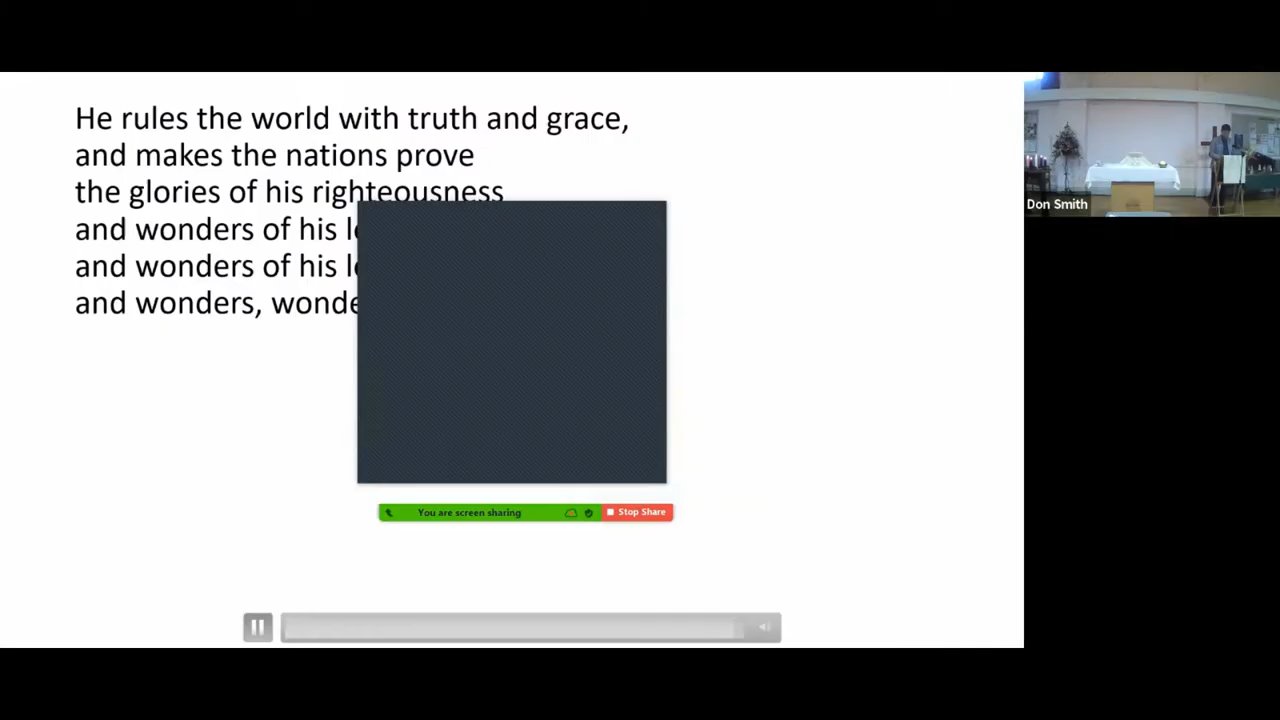 He rules the world with truth and grace,
and makes the nations prove
the glories of his righteousness
and wonders of his
and wonders of his
and wonders,
You are screen sharing
Stop Share
Don Smith